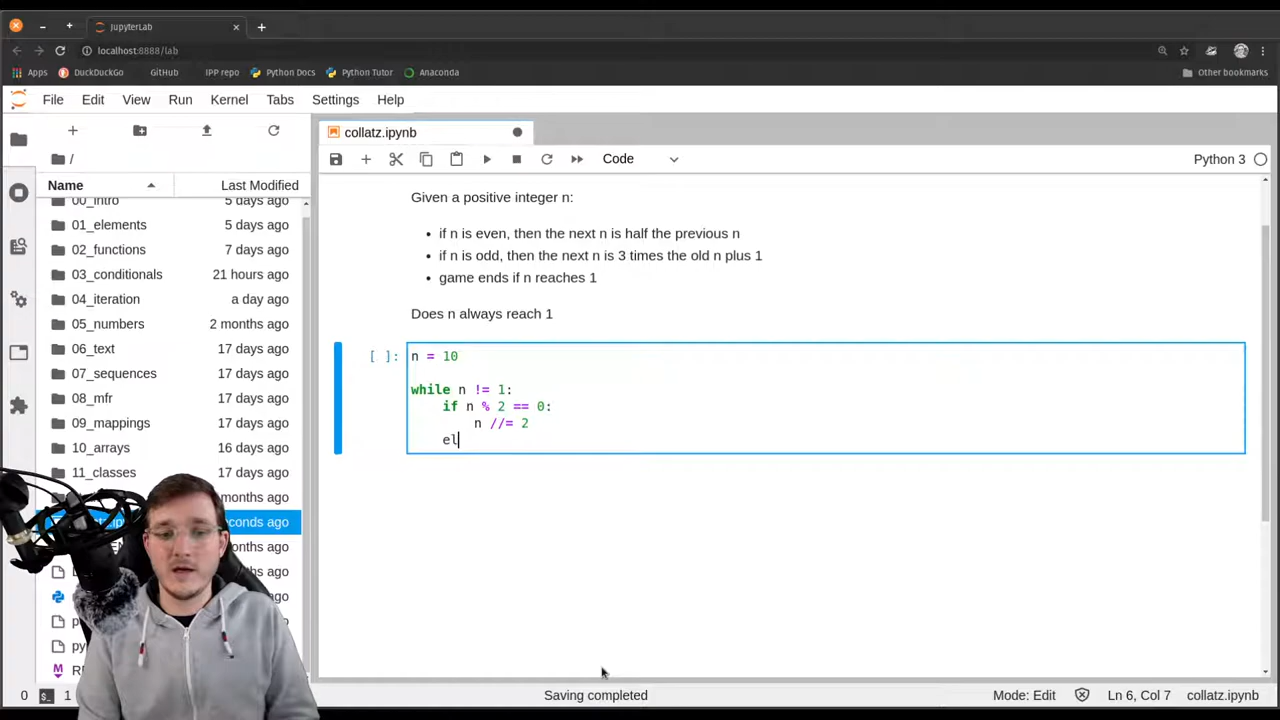 JupyterLab
localhost:8888/lab
Apps DuckDuckGo GitHub IPP repo Python Docs Python Tutor Anaconda Other bookmarks
File Edit View Run Kernel Tabs Settings Help
collatz.ipynb
/
Code
Python 3
Name Last Modified
00_intro 5 days ago
01_elements 5 days ago
02_functions 7 days ago
03_conditionals 21 hours ago
04_iteration a day ago
05_numbers 2 months ago
06_text 17 days ago
07_sequences 17 days ago
08_mfr 17 days ago
09_mappings 17 days ago
10_arrays 16 days ago
11_classes 17 days ago
months ago
ago
ago
ago
ago
ago
ago
ago
Given a positive integer n:
• if n is even, then the next n is half the previous n
• if n is odd, then the next n is 3 times the old n plus 1
• game ends if n reaches 1
Does n always reach 1
[ ]:
n = 10
while n != 1:
if n % 2 == 0:
n //= 2
el
0 $_ 1 Saving completed Mode: Edit Ln 6, Col 7 collatz.ipynb